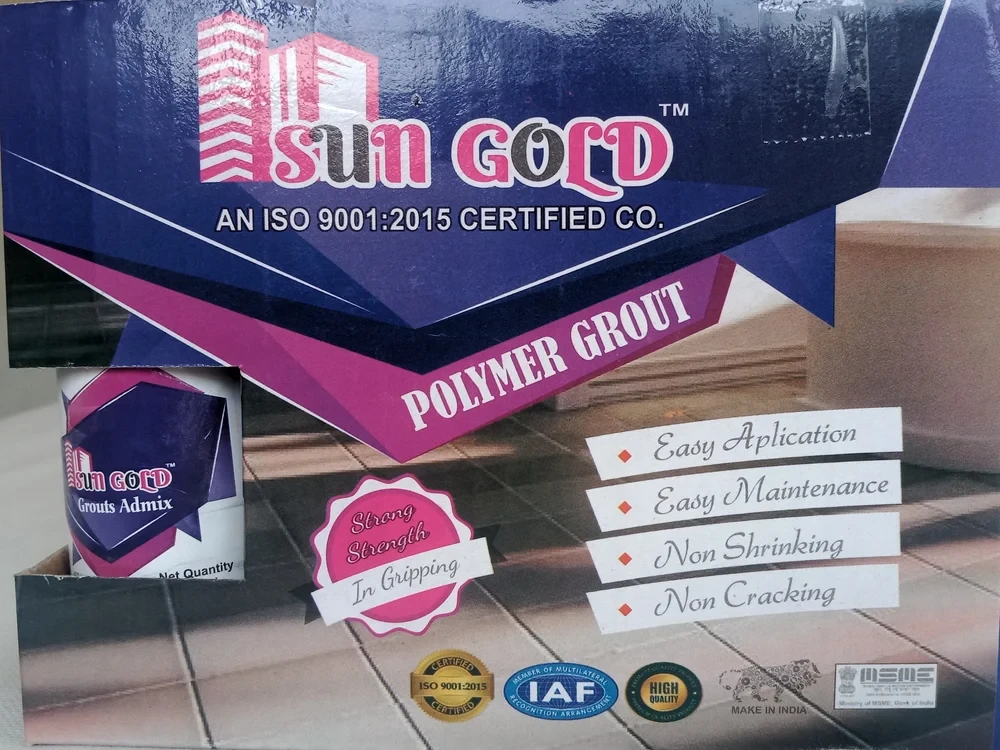 SUN GOLD™
AN ISO 9001:2015 CERTIFIED CO.
POLYMER GROUT
SUN GOLD™
Grouts Admix
Net Quantity
Strong
Strength
In Gripping
Easy Aplication
Easy Maintenance
Non Shrinking
Non Cracking
CERTIFIED
ISO 9001:2015
CERTIFIED
MEMBER OF MULTILATERAL
IAF
RECOGNITION ARRANGEMENT
HIGH
QUALITY
MAKE IN INDIA
MSME
Ministry of MSME, Govt. of India